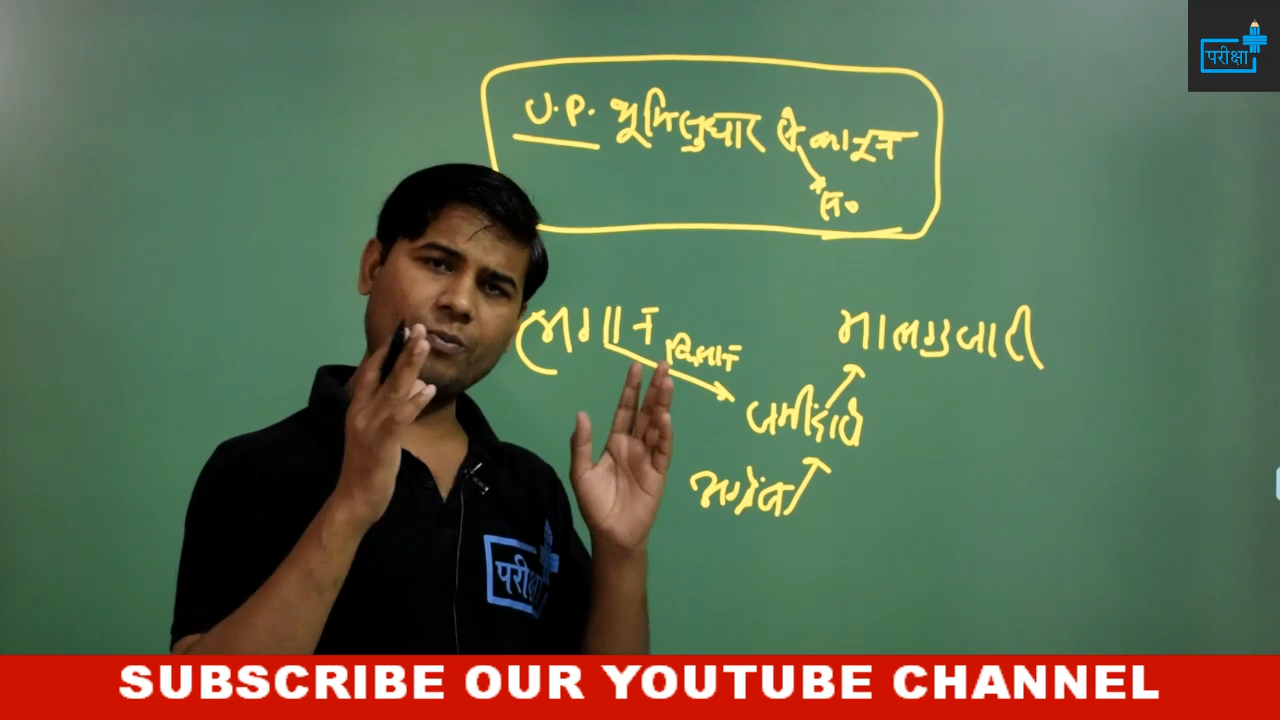 परीक्षा
U.P. भूमिसुधार के कानून
लगान
किसान
मालगुजारी
जमींदार
अंग्रेज
परीक्षा
SUBSCRIBE OUR YOUTUBE CHANNEL